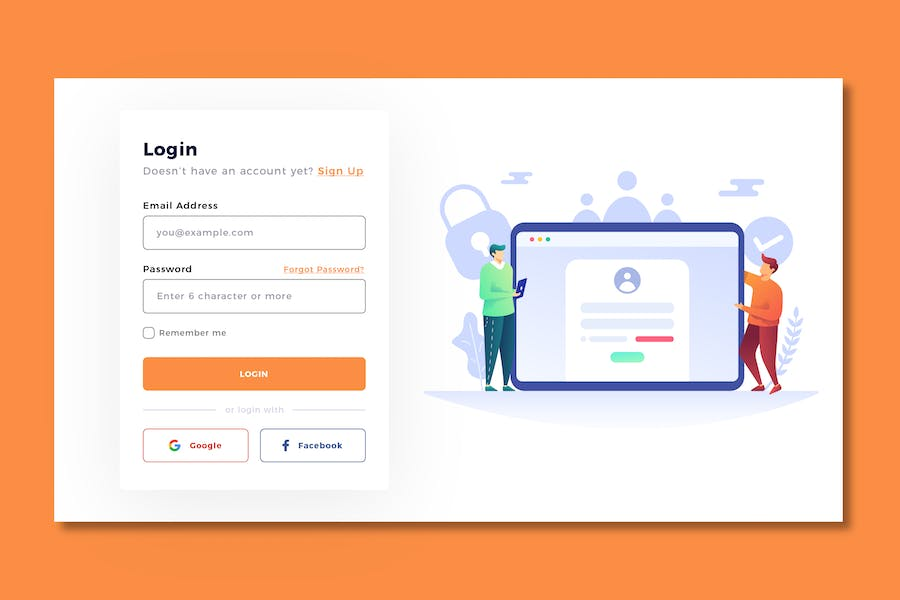 Login
Doesn't have an account yet? Sign Up
Email Address
you@example.com
Password Forgot Password?
Enter 6 character or more
Remember me
LOGIN
or login with
Google Facebook